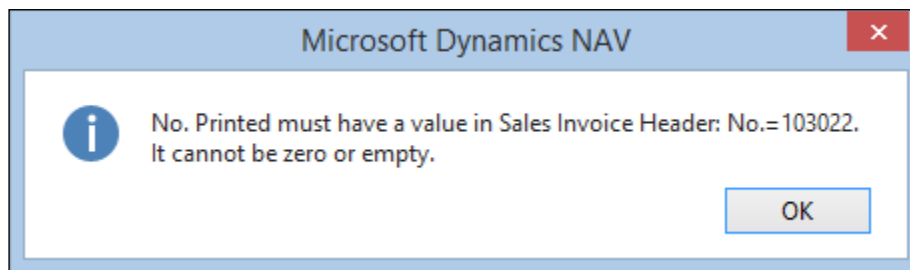 Microsoft Dynamics NAV
No. Printed must have a value in Sales Invoice Header: No.=103022.
It cannot be zero or empty.
OK